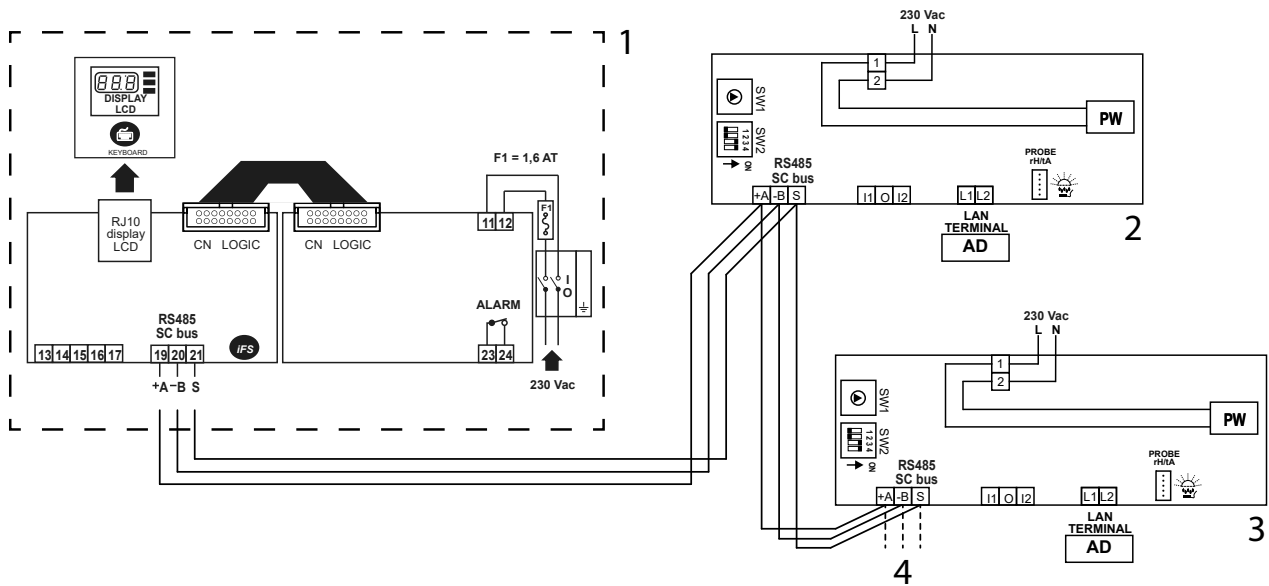 1
888
DISPLAY
LCD
KEYBOARD
F1 = 1,6 AT
RJ10
display
LCD
CN LOGIC
CN LOGIC
11 12
F1
I
O
ALARM
RS485
SC bus
iFS
13 14 15 16 17
19 20 21
23 24
+A –B S
230 Vac
230 Vac
L N
1
2
PW
SW1
SW2
1 2 3 4
ON
RS485
SC bus
+A -B S
I1 O I2
L1 L2
PROBE
rH/tA
LAN
TERMINAL
AD
2
230 Vac
L N
1
2
PW
SW1
SW2
1 2 3 4
ON
RS485
SC bus
+A -B S
I1 O I2
L1 L2
PROBE
rH/tA
LAN
TERMINAL
AD
3
4